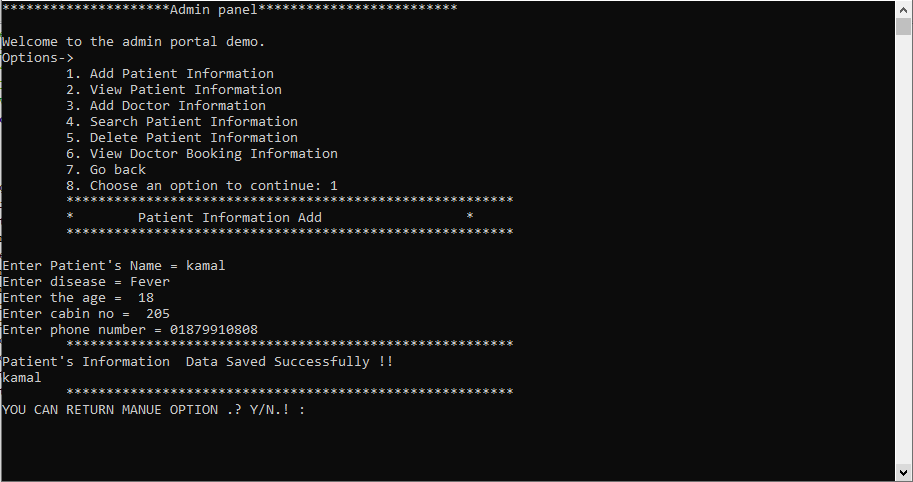 *********************Admin panel*************************
Welcome to the admin portal demo.
Options->
1. Add Patient Information
2. View Patient Information
3. Add Doctor Information
4. Search Patient Information
5. Delete Patient Information
6. View Doctor Booking Information
7. Go back
8. Choose an option to continue: 1
********************************************************
*        Patient Information Add                  *
********************************************************
Enter Patient's Name = kamal
Enter disease = Fever
Enter the age =  18
Enter cabin no =  205
Enter phone number = 01879910808
********************************************************
Patient's Information  Data Saved Successfully !!
kamal
********************************************************
YOU CAN RETURN MANUE OPTION .? Y/N.! :